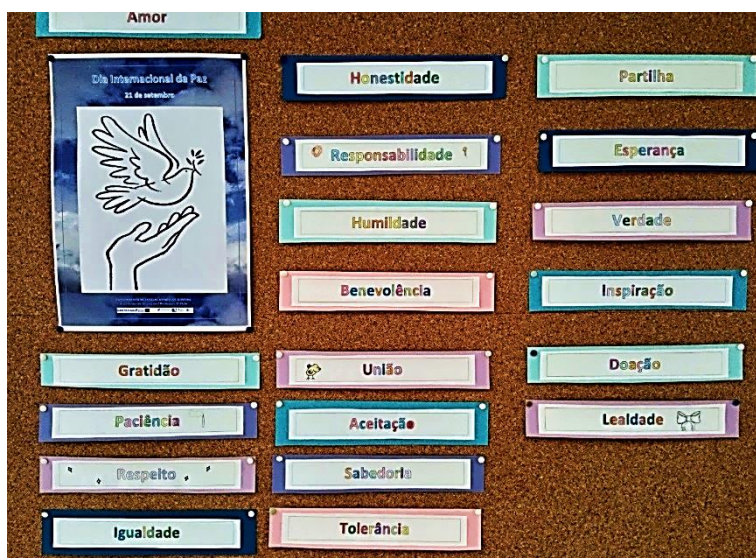 Amor
Dia Internacional da Paz
21 de setembro
Gratidão
Paciência
Respeito
Igualdade
Honestidade
Responsabilidade
Humildade
Benevolência
União
Aceitação
Sabedoria
Tolerância
Partilha
Esperança
Verdade
Inspiração
Doação
Lealdade